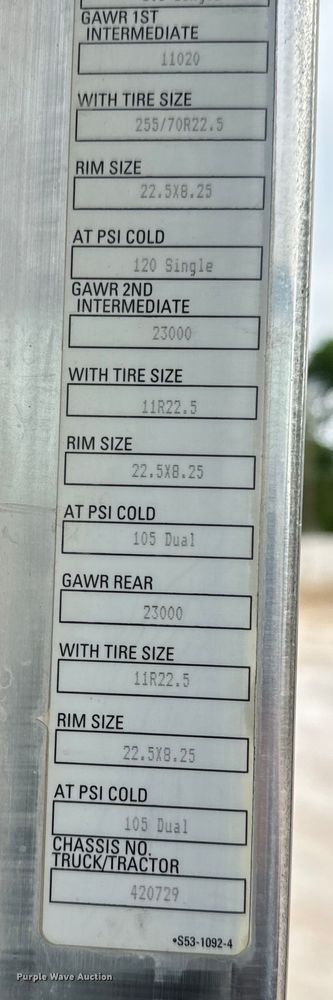 GAWR 1ST
INTERMEDIATE
11020
WITH TIRE SIZE
255/70R22.5
RIM SIZE
22.5X8.25
AT PSI COLD
120 Single
GAWR 2ND
INTERMEDIATE
23000
WITH TIRE SIZE
11R22.5
RIM SIZE
22.5X8.25
AT PSI COLD
105 Dual
GAWR REAR
23000
WITH TIRE SIZE
11R22.5
RIM SIZE
22.5X8.25
AT PSI COLD
105 Dual
CHASSIS NO.
TRUCK/TRACTOR
420729
•S53-1092-4
Purple Wave Auction